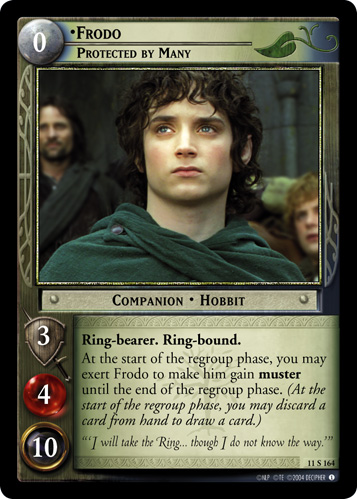 0
•Frodo
Protected by Many
Companion • Hobbit
3
4
10
Ring-bearer. Ring-bound.
At the start of the regroup phase, you may
exert Frodo to make him gain muster
until the end of the regroup phase. (At the
start of the regroup phase, you may discard a
card from hand to draw a card.)
“‘I will take the Ring... though I do not know the way.’”
11 S 164
©NLP ™TE ©2004 DECIPHER